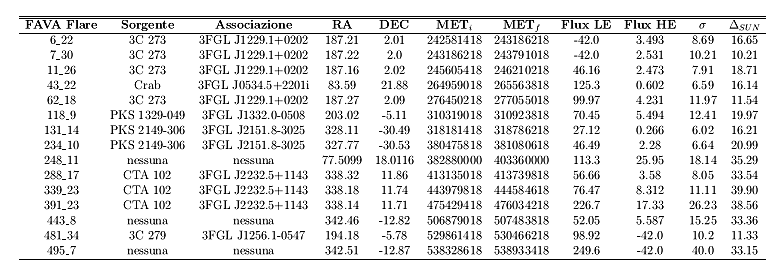 FAVA Flare Sorgente Associazione RA DEC MET_i MET_f Flux LE Flux HE σ Δ_SUN
6_22 3C 273 3FGL J1229.1+0202 187.21 2.01 242581418 243186218 -42.0 3.493 8.69 16.65
7_30 3C 273 3FGL J1229.1+0202 187.22 2.0 243186218 243791018 -42.0 2.531 10.21 10.21
11_26 3C 273 3FGL J1229.1+0202 187.16 2.02 245605418 246210218 46.16 2.473 7.91 18.71
43_22 Crab 3FGL J0534.5+2201i 83.59 21.88 264959018 265563818 125.3 0.602 6.59 16.14
62_18 3C 273 3FGL J1229.1+0202 187.27 2.09 276450218 277055018 99.97 4.231 11.97 11.54
118_9 PKS 1329-049 3FGL J1332.0-0508 203.02 -5.11 310319018 310923818 70.45 5.494 12.41 19.97
131_14 PKS 2149-306 3FGL J2151.8-3025 328.11 -30.49 318181418 318786218 27.12 0.266 6.02 16.21
234_10 PKS 2149-306 3FGL J2151.8-3025 327.77 -30.53 380475818 381080618 46.49 2.28 6.64 20.99
248_11 nessuna nessuna 77.5099 18.0116 382880000 403360000 113.3 25.95 18.14 35.29
288_17 CTA 102 3FGL J2232.5+1143 338.32 11.86 413135018 413739818 56.66 3.58 8.05 33.54
339_23 CTA 102 3FGL J2232.5+1143 338.18 11.74 443979818 444584618 76.47 8.312 11.11 39.90
391_23 CTA 102 3FGL J2232.5+1143 338.14 11.71 475429418 476034218 226.7 17.33 26.23 38.56
443_8 nessuna nessuna 342.46 -12.82 506879018 507483818 52.05 5.587 15.25 33.36
481_34 3C 279 3FGL J1256.1-0547 194.18 -5.78 529861418 530466218 98.92 -42.0 10.2 11.33
495_7 nessuna nessuna 342.51 -12.87 538328618 538933418 249.6 -42.0 40.0 33.15